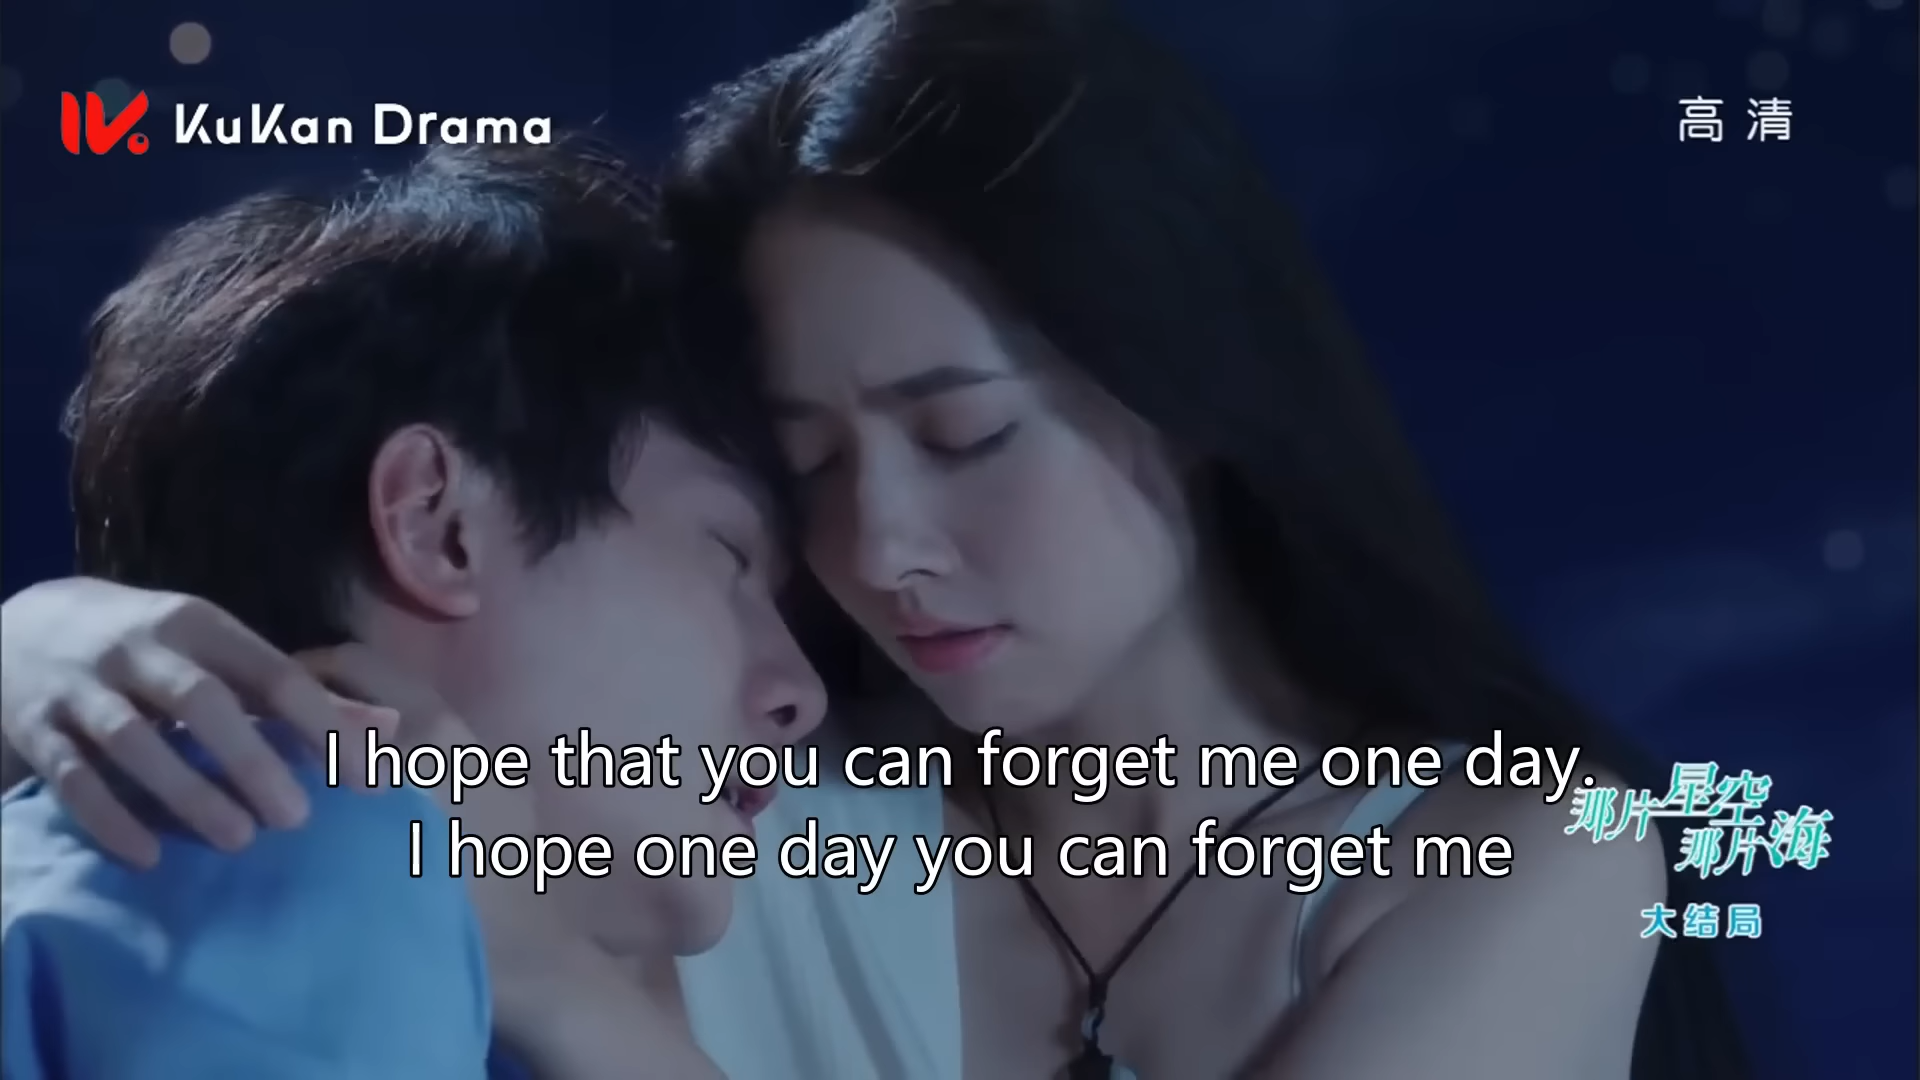 KuKan Drama
高清
I hope that you can forget me one day.
I hope one day you can forget me
那片星空
那片海
大结局